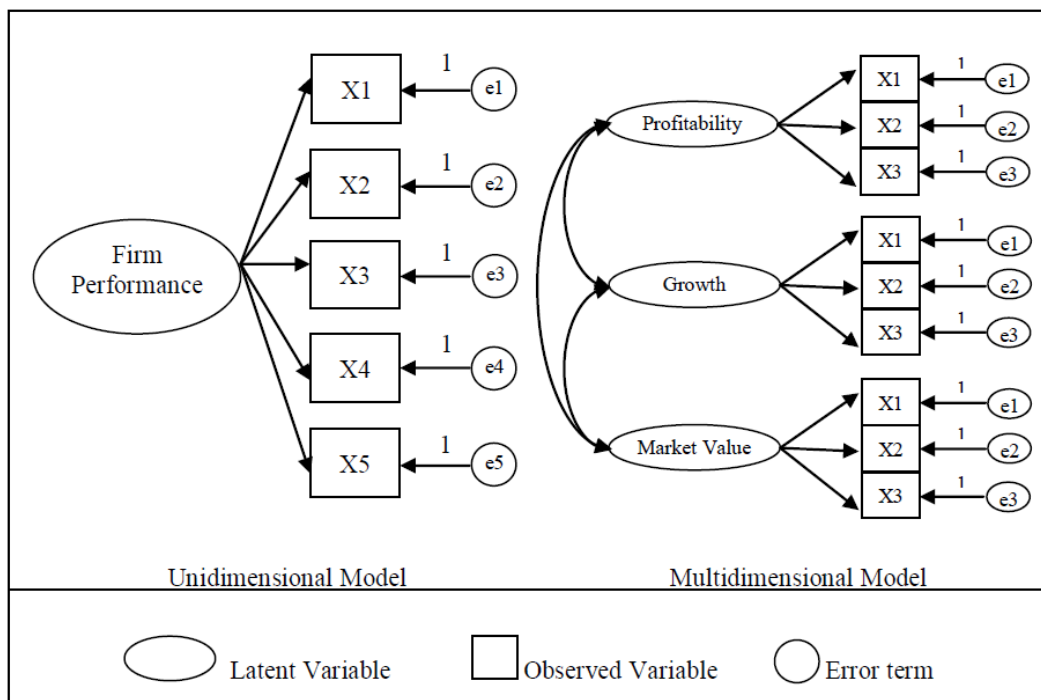 X1
1
e1
X2
1
e2
Firm
Performance
X3
1
e3
X4
1
e4
X5
1
e5
Unidimensional Model
Profitability
X1
1
e1
X2
1
e2
X3
1
e3
Growth
X1
1
e1
X2
1
e2
X3
1
e3
Market Value
X1
1
e1
X2
1
e2
X3
1
e3
Multidimensional Model
Latent Variable
Observed Variable
Error term